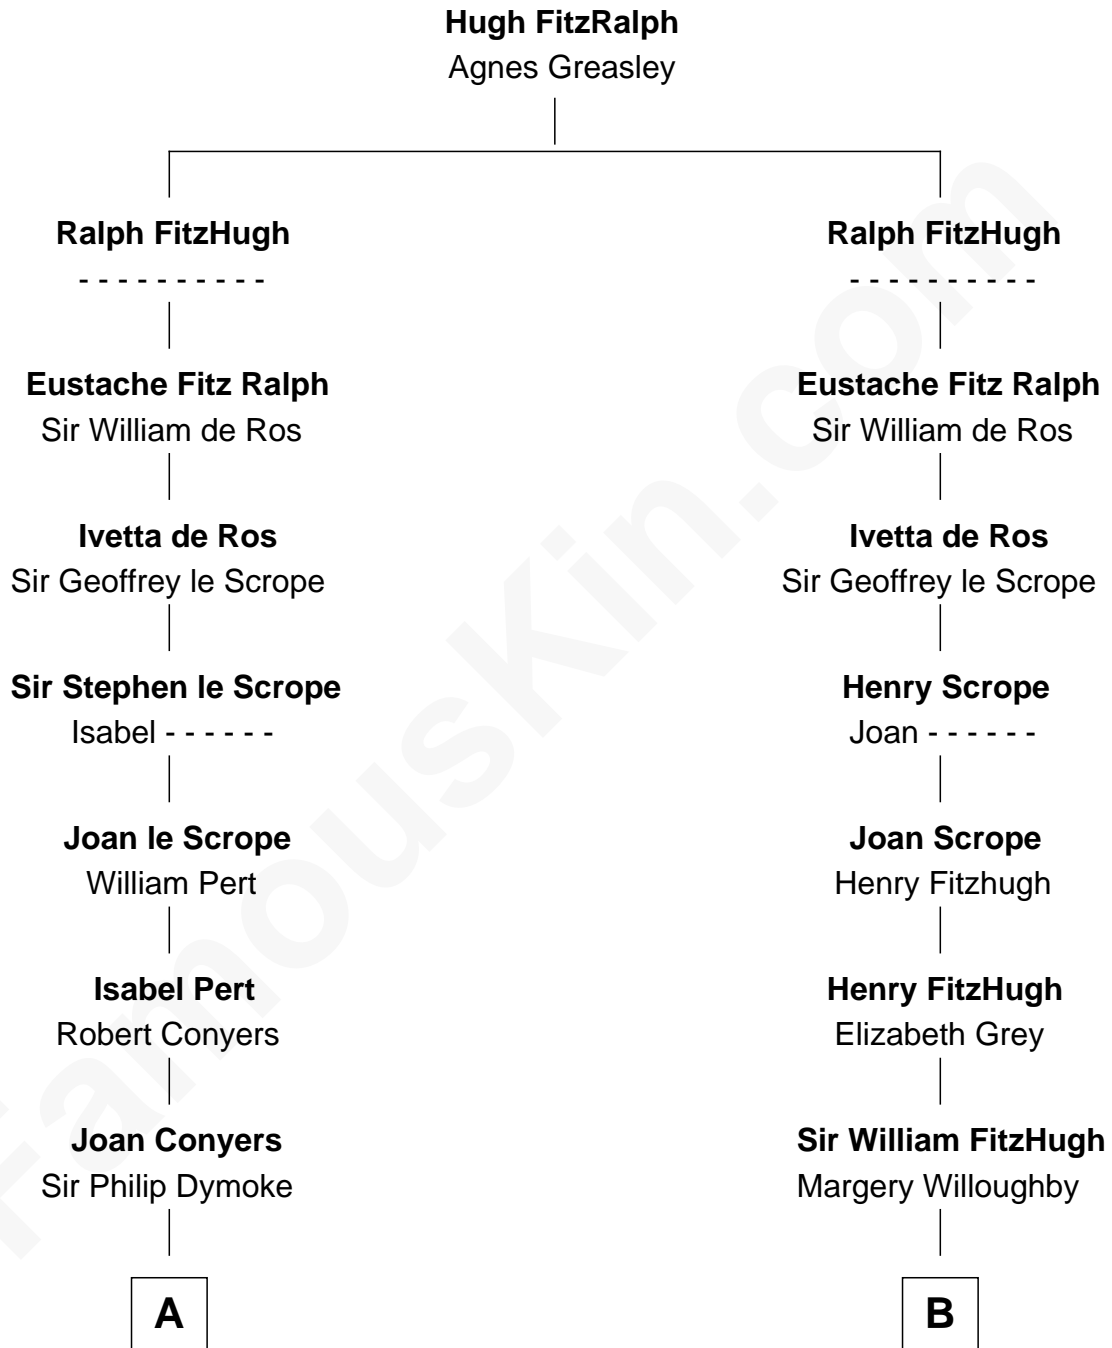 Hugh FitzRalph
Agnes Greasley
Ralph FitzHugh
- - - - - - - - - -
Eustache Fitz Ralph
Sir William de Ros
Ivetta de Ros
Sir Geoffrey le Scrope
Sir Stephen le Scrope
Isabel - - - - - -
Joan le Scrope
William Pert
Isabel Pert
Robert Conyers
Joan Conyers
Sir Philip Dymoke
A
Ralph FitzHugh
- - - - - - - - - -
Eustache Fitz Ralph
Sir William de Ros
Ivetta de Ros
Sir Geoffrey le Scrope
Henry Scrope
Joan - - - - - -
Joan Scrope
Henry Fitzhugh
Henry FitzHugh
Elizabeth Grey
Sir William FitzHugh
Margery Willoughby
B
FamousKin.com